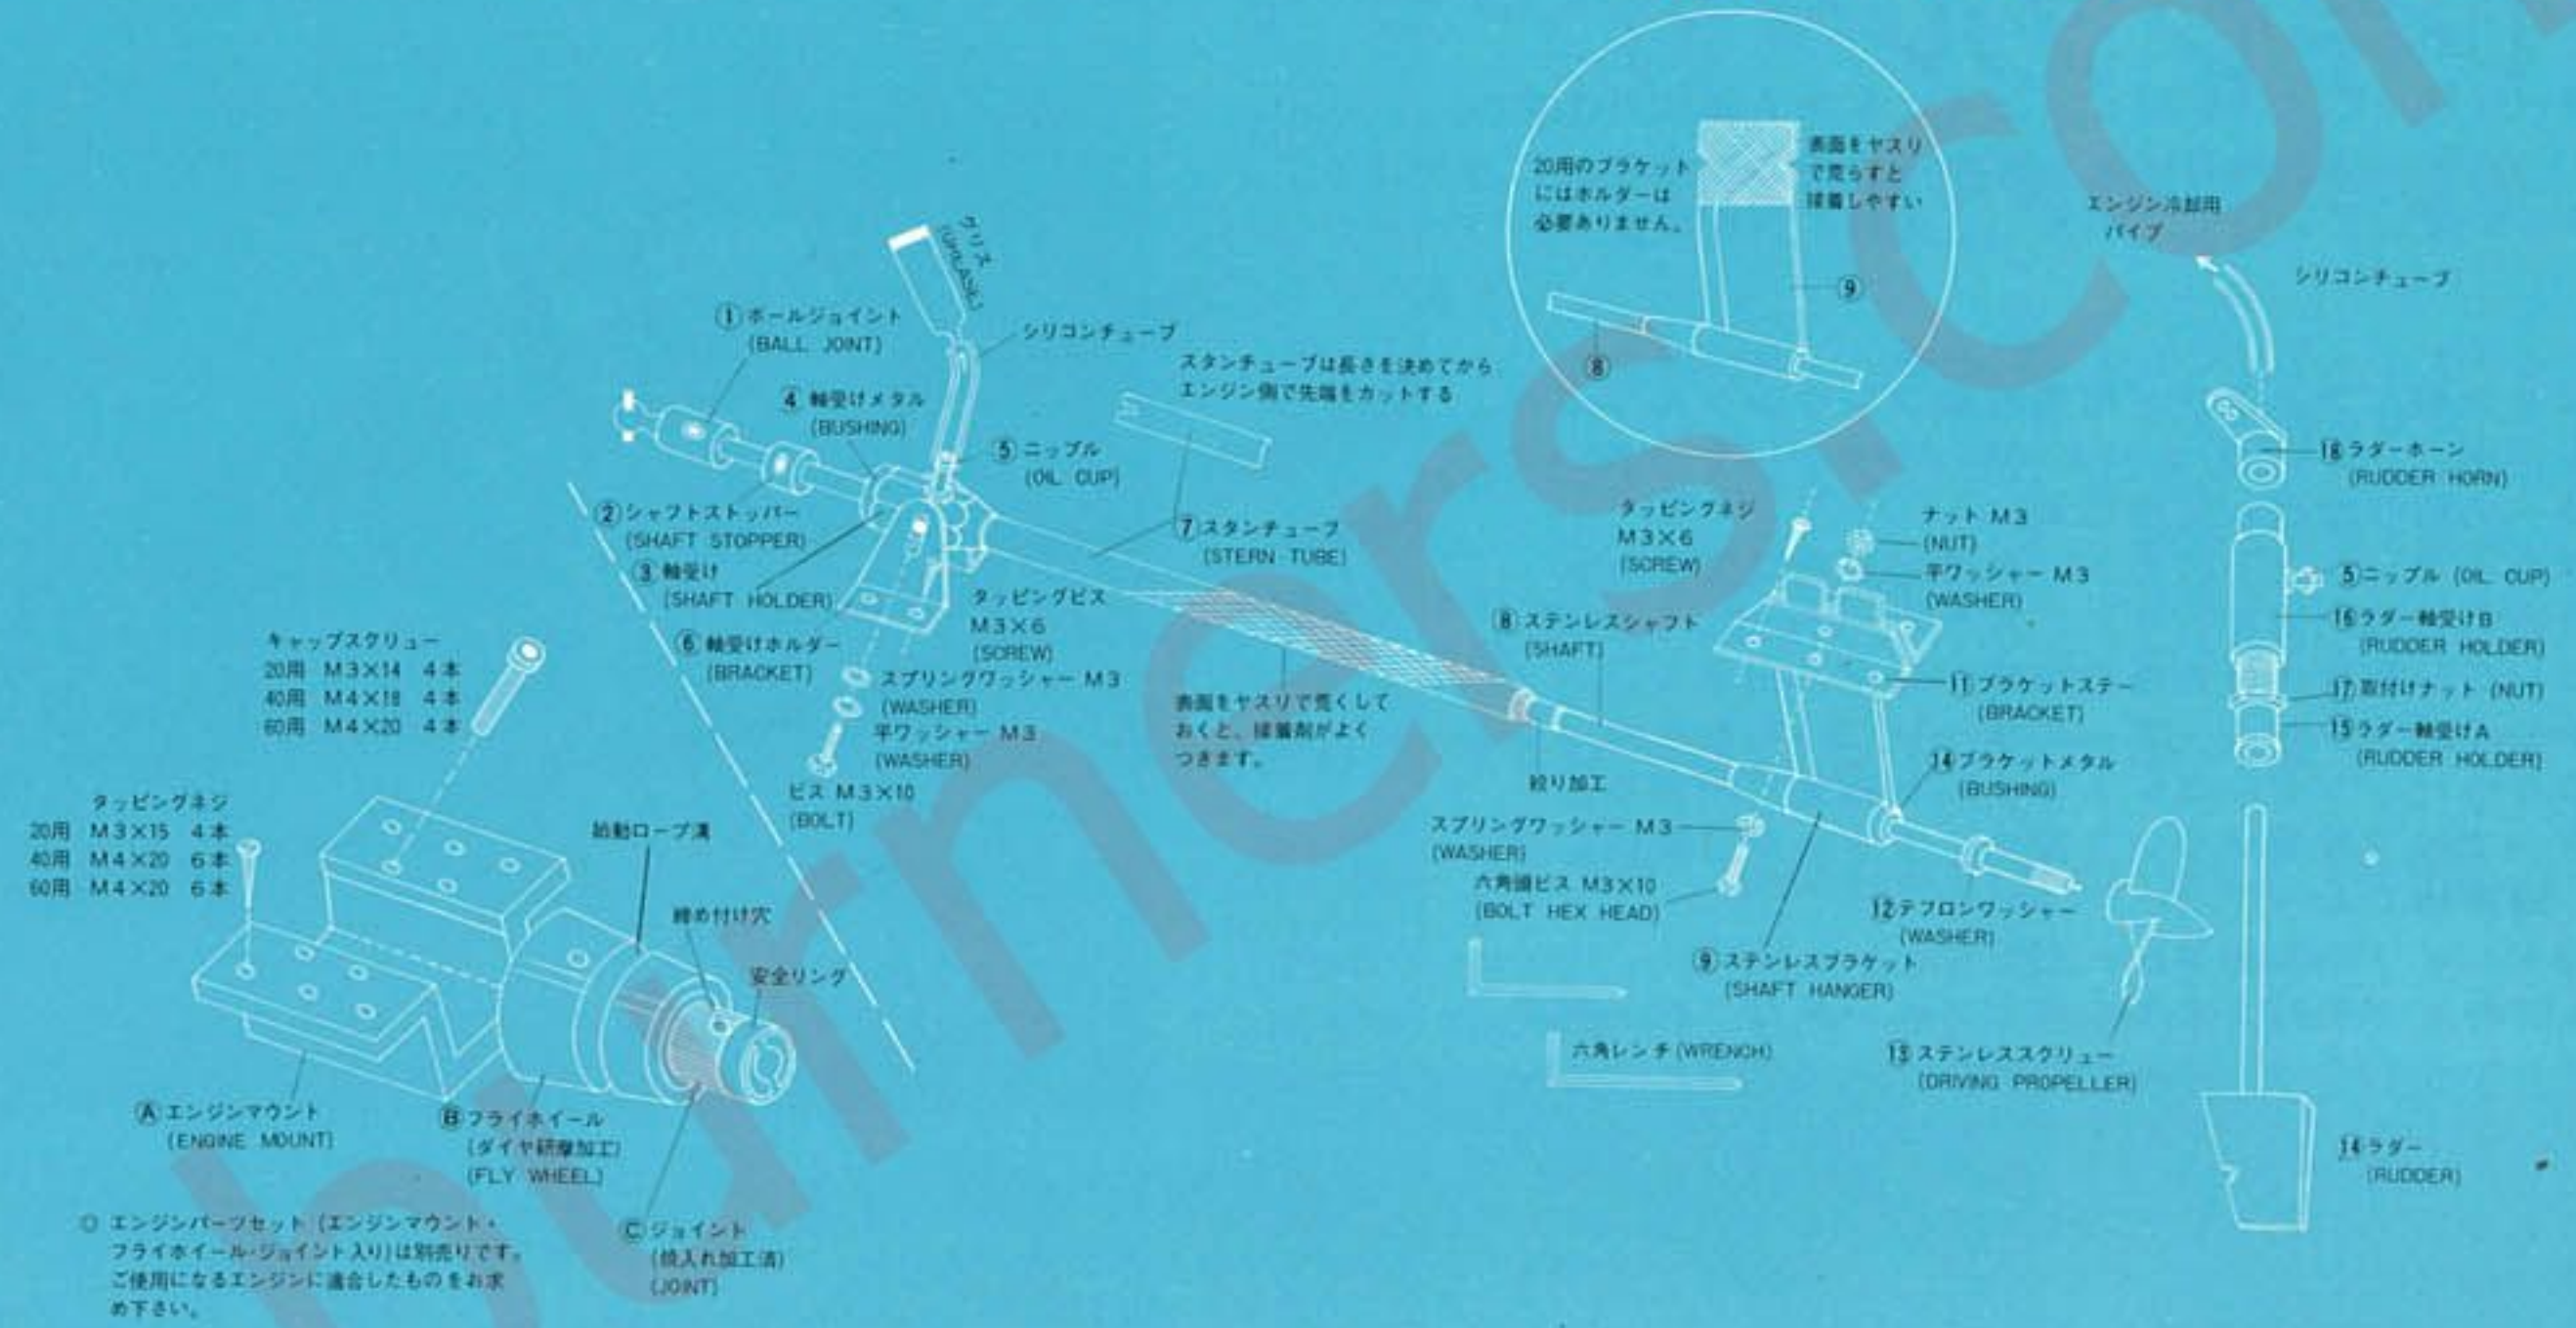 20用のブラケット
にはホルダーは
必要ありません。
表面をヤスリ
で荒らすと
接着しやすい
⑨
⑧
エンジン冷却用
パイプ
シリコンチューブ
グリス
(GREASE)
①ボールジョイント
(BALL JOINT)
シリコンチューブ
④軸受けメタル
(BUSHING)
スタンチューブは長さを決めてから
エンジン側で先端をカットする
⑤ニップル
(OIL CUP)
②シャフトストッパー
(SHAFT STOPPER)
③軸受け
(SHAFT HOLDER)
⑦スタンチューブ
(STERN TUBE)
タッピングビス
M3×6
(SCREW)
⑥軸受けホルダー
(BRACKET)
スプリングワッシャー M3
(WASHER)
平ワッシャー M3
(WASHER)
ビス M3×10
(BOLT)
表面をヤスリで荒くして
おくと、接着剤がよく
つきます。
⑧ステンレスシャフト
(SHAFT)
絞り加工
タッピングネジ
M3×6
(SCREW)
ナット M3
(NUT)
平ワッシャー M3
(WASHER)
⑪ブラケットステー
(BRACKET)
⑭ブラケットメタル
(BUSHING)
スプリングワッシャー M3
(WASHER)
六角頭ビス M3×10
(BOLT HEX HEAD)
⑫テフロンワッシャー
(WASHER)
⑨ステンレスブラケット
(SHAFT HANGER)
六角レンチ(WRENCH)
⑬ステンレススクリュー
(DRIVING PROPELLER)
⑱ラダーホーン
(RUDDER HORN)
⑤ニップル (OIL CUP)
⑯ラダー軸受けB
(RUDDER HOLDER)
⑰取付けナット (NUT)
⑮ラダー軸受けA
(RUDDER HOLDER)
⑭ラダー
(RUDDER)
キャップスクリュー
20用 M3×14 4本
40用 M4×18 4本
60用 M4×20 4本
タッピングネジ
20用 M3×15 4本
40用 M4×20 6本
60用 M4×20 6本
始動ロープ溝
締め付け穴
安全リング
Ⓐエンジンマウント
(ENGINE MOUNT)
Ⓑフライホイール
(ダイヤ研摩加工)
(FLY WHEEL)
Ⓒジョイント
(焼入れ加工済)
(JOINT)
◎ エンジンパーツセット (エンジンマウント・
フライホイール・ジョイント入り)は別売りです。
ご使用になるエンジンに適合したものをお求
め下さい。